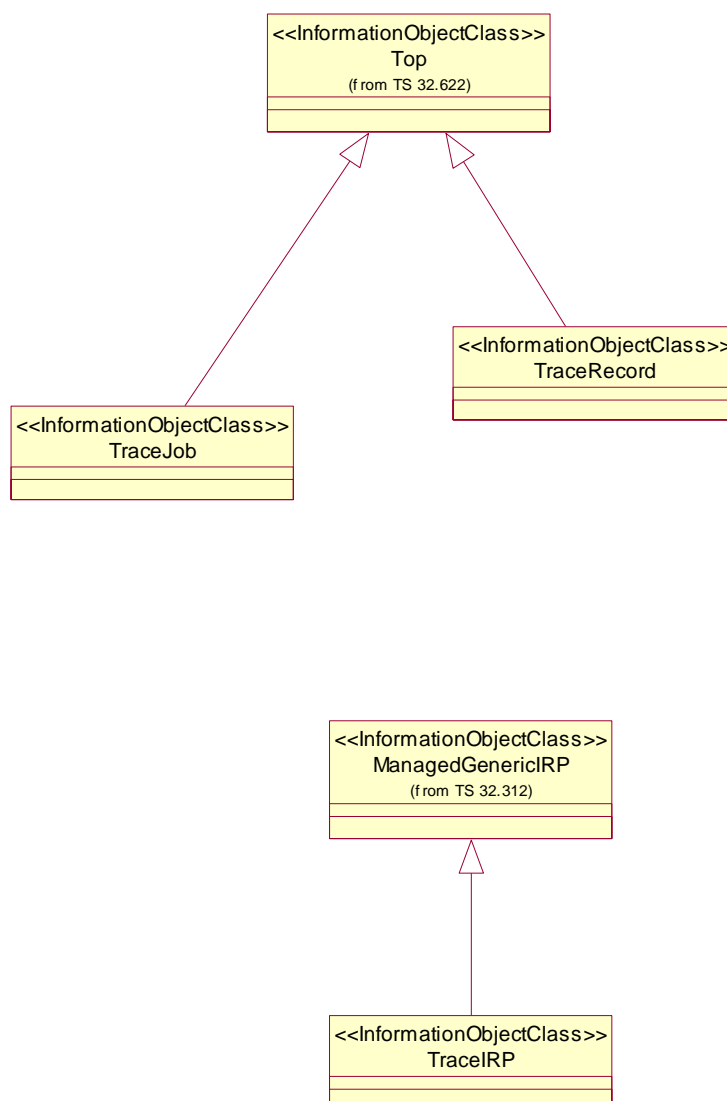 <<InformationObjectClass>>
Top
(from TS 32.622)
<<InformationObjectClass>>
TraceRecord
<<InformationObjectClass>>
TraceJob
<<InformationObjectClass>>
ManagedGenericIRP
(from TS 32.312)
<<InformationObjectClass>>
TraceIRP